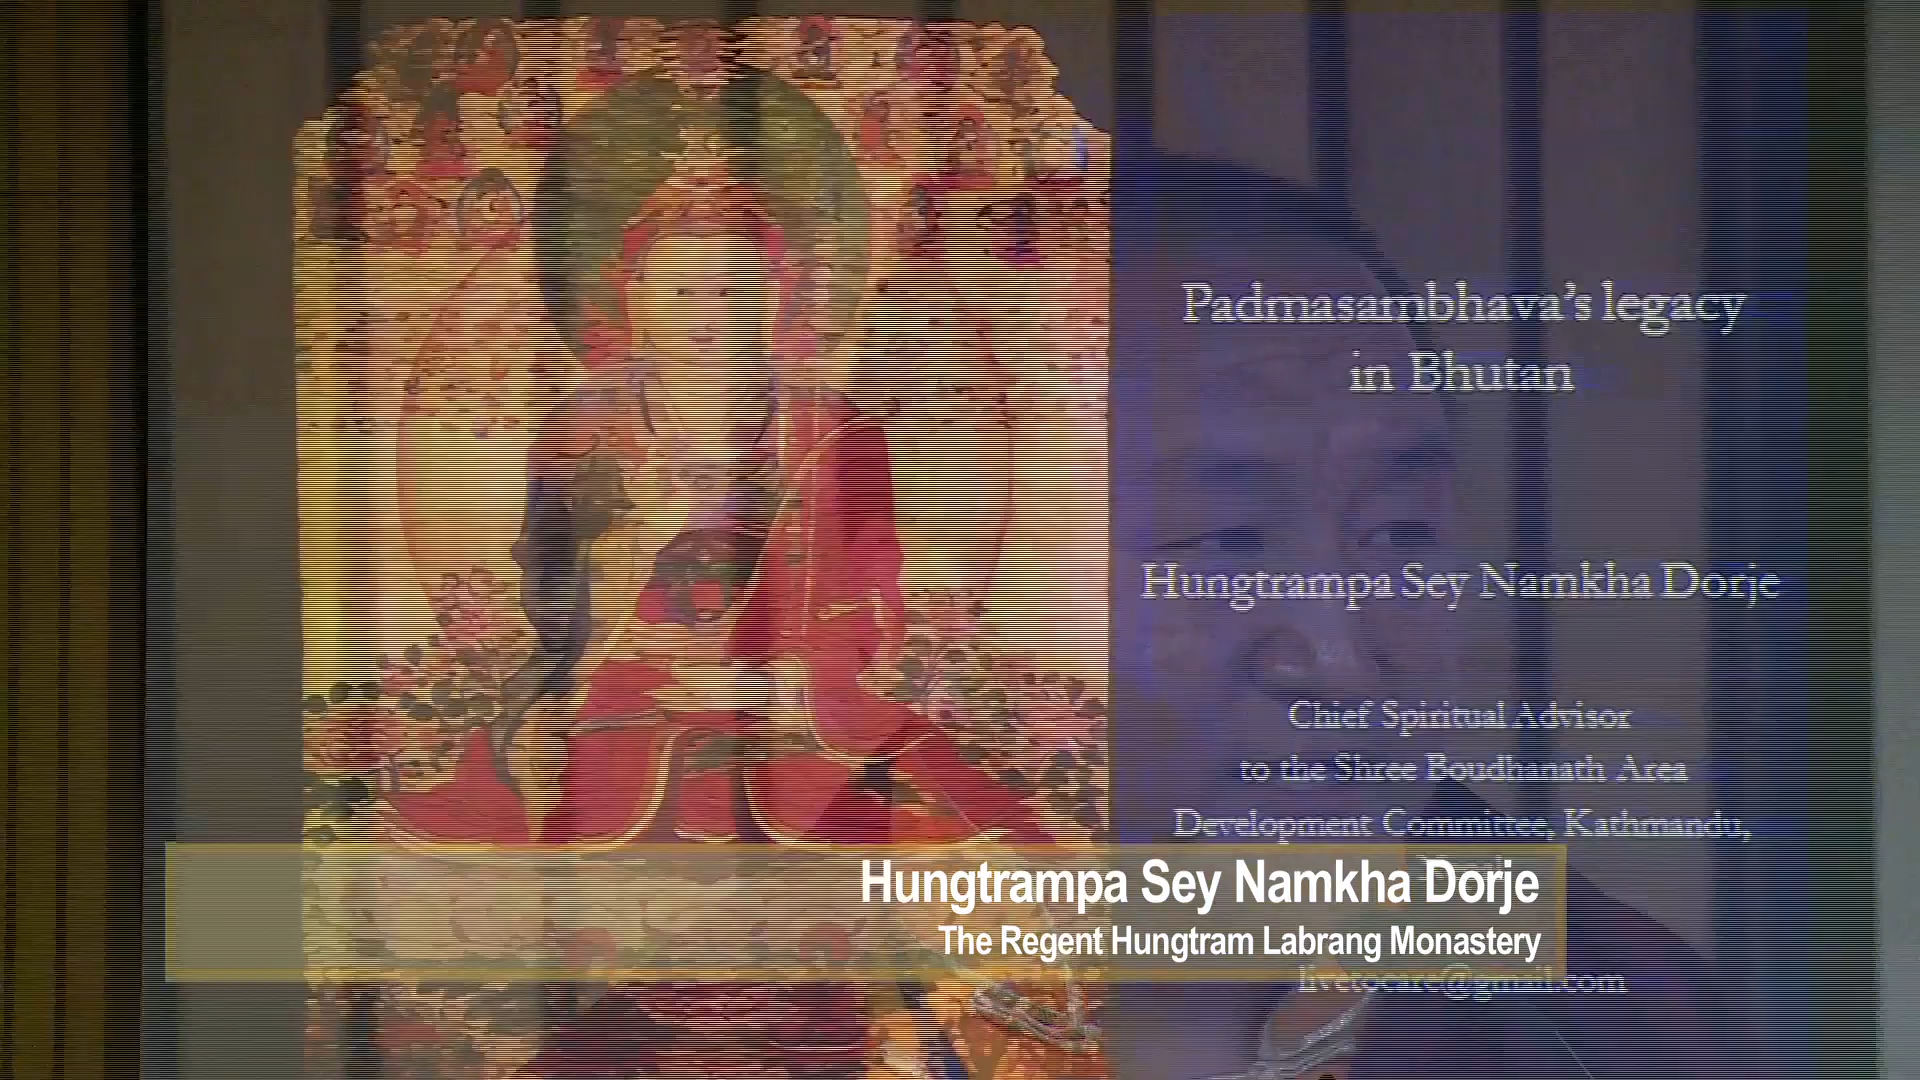 Padmasambhava's legacy
in Bhutan
Hungtrampa Sey Namkha Dorje
Chief Spiritual Advisor
to the Shree Boudhanath Area
Development Committee, Kathmandu,
Hungtrampa Sey Namkha Dorje
The Regent Hungtram Labrang Monastery
livetocare@gmail.com